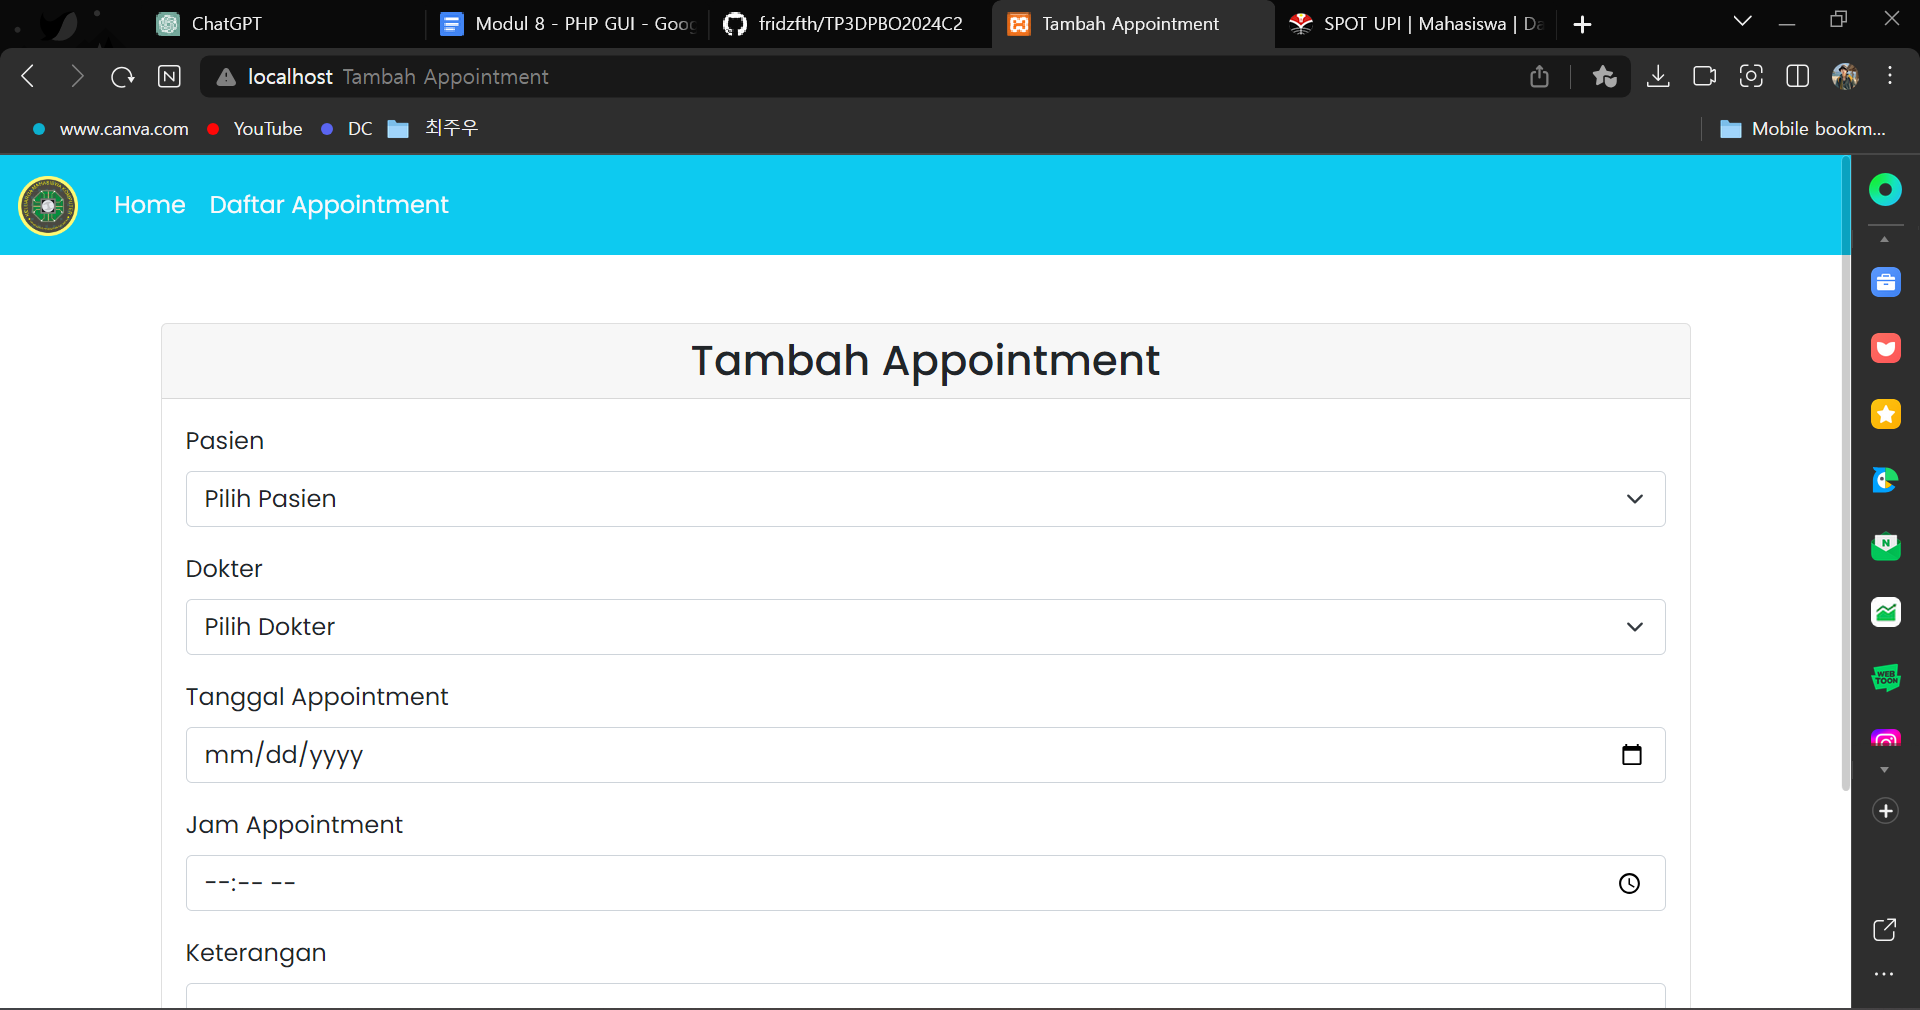 ChatGPT
Modul 8 - PHP GUI - Goog
fridzfth/TP3DPBO2024C2
Tambah Appointment
SPOT UPI | Mahasiswa | Da
localhost Tambah Appointment
www.canva.com
YouTube
DC
최주우
Mobile bookm...
Home
Daftar Appointment
Tambah Appointment
Pasien
Pilih Pasien
Dokter
Pilih Dokter
Tanggal Appointment
mm/dd/yyyy
Jam Appointment
--:-- --
Keterangan
WEB
TOON
N
N